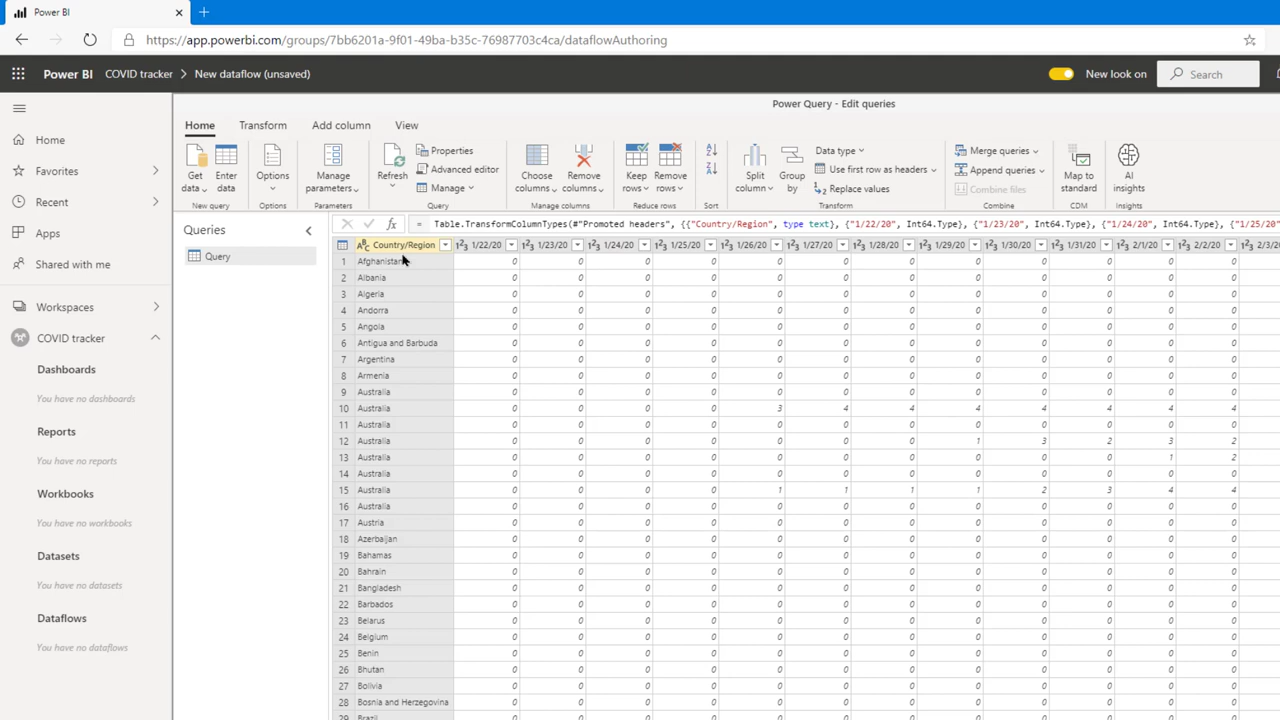 Power BI
https://app.powerbi.com/groups/7bb6201a-9f01-49ba-b35c-76987703c4ca/dataflowAuthoring
Power BI COVID tracker New dataflow (unsaved) New look on Search
Power Query - Edit queries
Home Transform Add column View
Home
Favorites
Recent
Apps
Shared with me
Workspaces
COVID tracker
Dashboards
You have no dashboards
Reports
You have no reports
Workbooks
You have no workbooks
Datasets
You have no datasets
Dataflows
You have no dataflows
Get data
Enter data
New query
Options
Options
Manage parameters
Parameters
Refresh
Properties
Advanced editor
Manage
Query
Choose columns
Remove columns
Manage columns
Keep rows
Remove rows
Reduce rows
Sort
Split column
Group by
Data type
Use first row as headers
Replace values
Transform
Merge queries
Append queries
Combine files
Combine
Map to standard
CDM
AI insights
Insights
Queries
Query
fx = Table.TransformColumnTypes(#"Promoted headers", {{"Country/Region", type text}, {"1/22/20", Int64.Type}, {"1/23/20", Int64.Type}, {"1/24/20", Int64.Type}, {"1/25/20"
Country/Region 1/22/20 1/23/20 1/24/20 1/25/20 1/26/20 1/27/20 1/28/20 1/29/20 1/30/20 1/31/20 2/1/20 2/2/20 2/3/
1 Afghanistan 0 0 0 0 0 0 0 0 0 0 0 0
2 Albania 0 0 0 0 0 0 0 0 0 0 0 0
3 Algeria 0 0 0 0 0 0 0 0 0 0 0 0
4 Andorra 0 0 0 0 0 0 0 0 0 0 0 0
5 Angola 0 0 0 0 0 0 0 0 0 0 0 0
6 Antigua and Barbuda 0 0 0 0 0 0 0 0 0 0 0 0
7 Argentina 0 0 0 0 0 0 0 0 0 0 0 0
8 Armenia 0 0 0 0 0 0 0 0 0 0 0 0
9 Australia 0 0 0 0 0 0 0 0 0 0 0 0
10 Australia 0 0 0 0 3 4 4 4 4 4 4 4
11 Australia 0 0 0 0 0 0 0 0 0 0 0 0
12 Australia 0 0 0 0 0 0 0 1 3 2 3 2
13 Australia 0 0 0 0 0 0 0 0 0 0 1 2
14 Australia 0 0 0 0 0 0 0 0 0 0 0 0
15 Australia 0 0 0 0 1 1 1 1 2 3 4 4
16 Australia 0 0 0 0 0 0 0 0 0 0 0 0
17 Austria 0 0 0 0 0 0 0 0 0 0 0 0
18 Azerbaijan 0 0 0 0 0 0 0 0 0 0 0 0
19 Bahamas 0 0 0 0 0 0 0 0 0 0 0 0
20 Bahrain 0 0 0 0 0 0 0 0 0 0 0 0
21 Bangladesh 0 0 0 0 0 0 0 0 0 0 0 0
22 Barbados 0 0 0 0 0 0 0 0 0 0 0 0
23 Belarus 0 0 0 0 0 0 0 0 0 0 0 0
24 Belgium 0 0 0 0 0 0 0 0 0 0 0 0
25 Benin 0 0 0 0 0 0 0 0 0 0 0 0
26 Bhutan 0 0 0 0 0 0 0 0 0 0 0 0
27 Bolivia 0 0 0 0 0 0 0 0 0 0 0 0
28 Bosnia and Herzegovina 0 0 0 0 0 0 0 0 0 0 0 0
29 Brazil